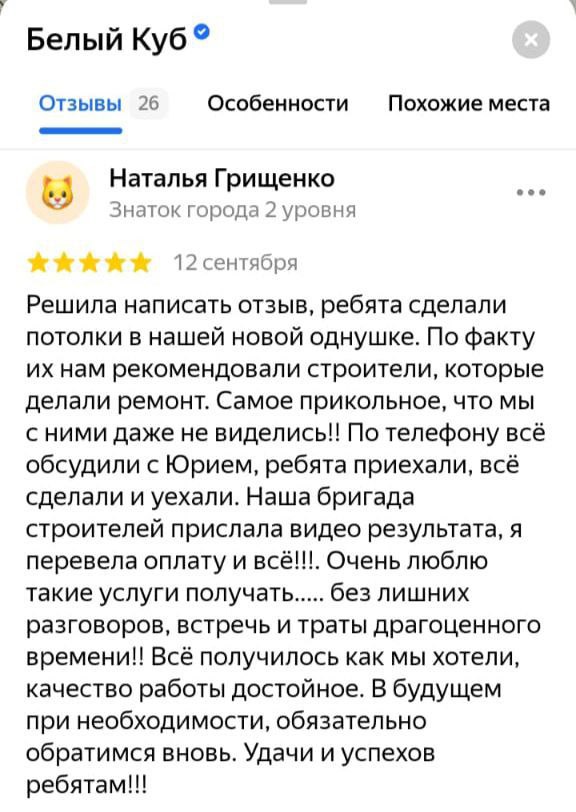 Белый Куб
Отзывы 26 Особенности Похожие места
Наталья Грищенко
Знаток города 2 уровня
12 сентября
Решила написать отзыв, ребята сделали
потолки в нашей новой однушке. По факту
их нам рекомендовали строители, которые
делали ремонт. Самое прикольное, что мы
с ними даже не виделись!! По телефону всё
обсудили с Юрием, ребята приехали, всё
сделали и уехали. Наша бригада
строителей прислала видео результата, я
перевела оплату и всё!!!. Очень люблю
такие услуги получать..... без лишних
разговоров, встречь и траты драгоценного
времени!! Всё получилось как мы хотели,
качество работы достойное. В будущем
при необходимости, обязательно
обратимся вновь. Удачи и успехов
ребятам!!!